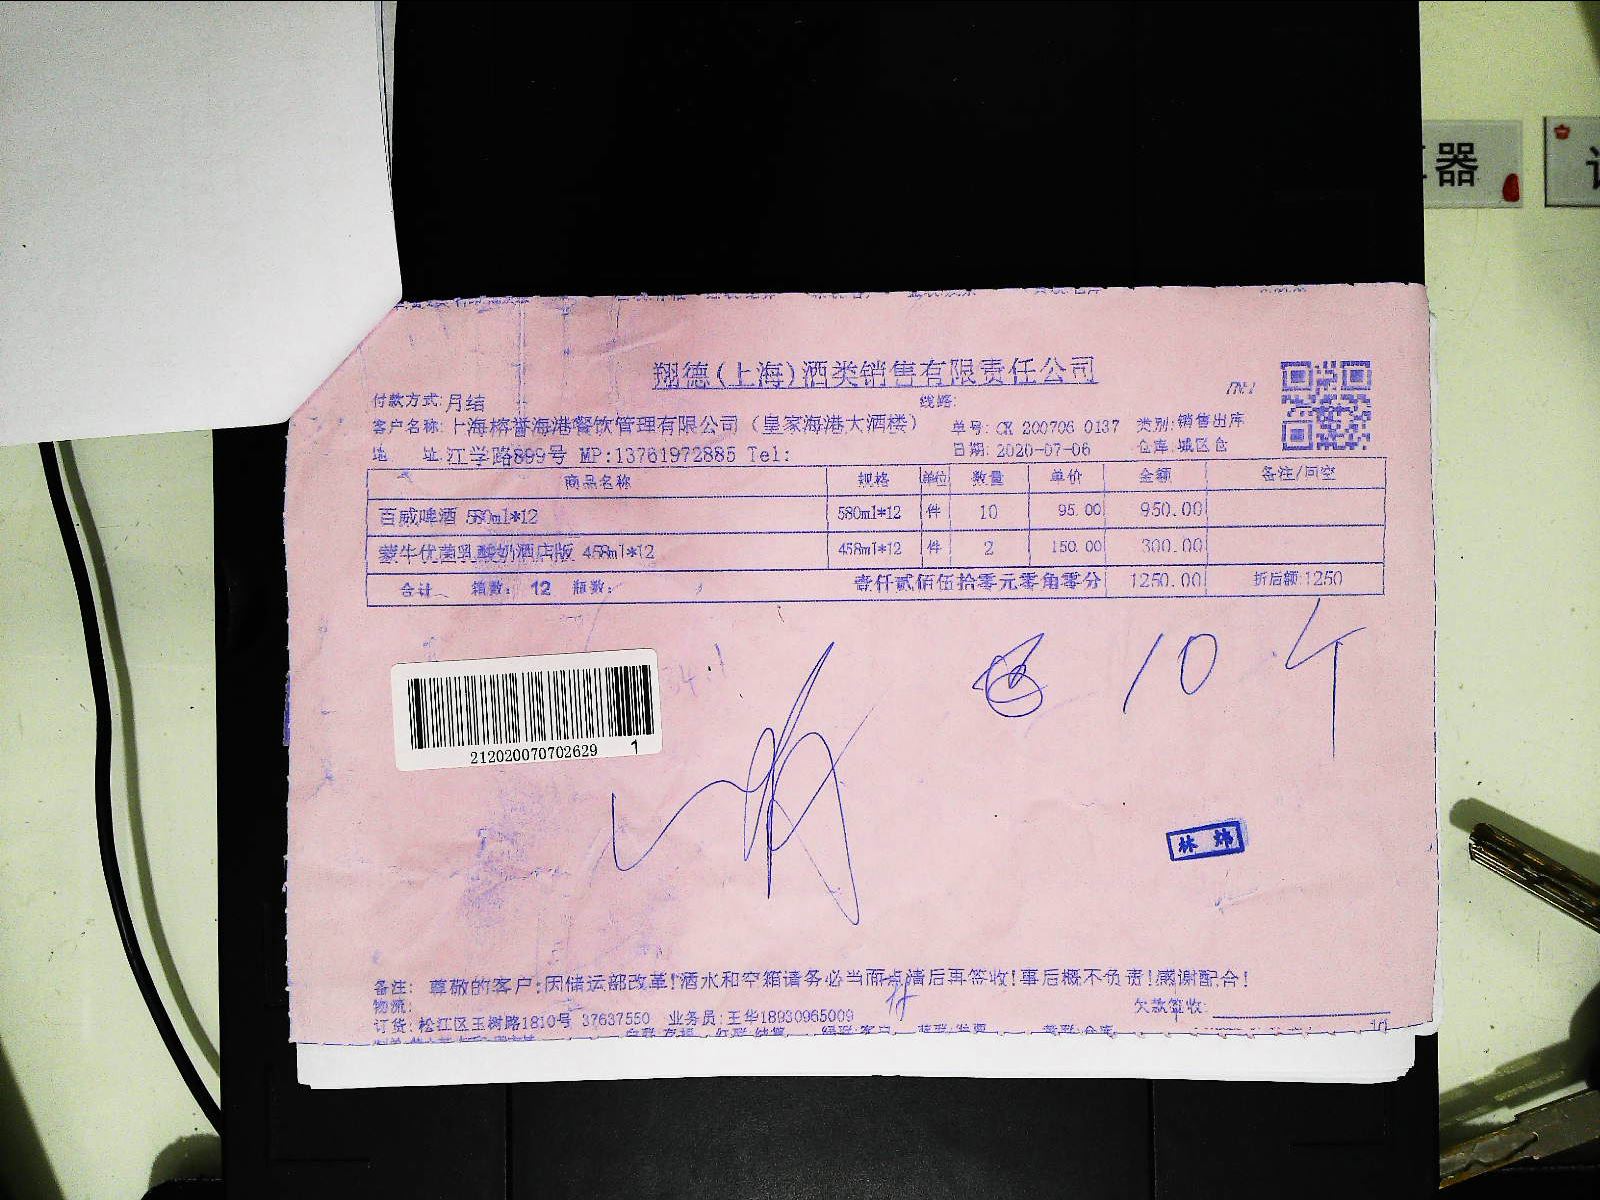 器
翔德(上海)酒类销售有限责任公司
付款方式:月结 线路:
客户名称:上海榕誉海港餐饮管理有限公司（皇家海港大酒楼） 单号:CK-200706-0137 类别:销售出库
地 址:江学路899号 MP:13761972885 Tel: 日期:2020-07-06 仓库:城区仓
商品名称 规格 单位 数量 单价 金额 备注/回空
百威啤酒 580ml*12 580ml*12 件 10 95.00 950.00
蒙牛优菌乳酸奶酒店版 458ml*12 458ml*12 件 2 150.00 300.00
合计 箱数: 12 瓶数: 壹仟贰佰伍拾零元零角零分 1250.00 折后额:1250
10
212020070702629 1
林炜
备注: 尊敬的客户:因储运部改革!酒水和空箱请务必当面点清后再签收!事后概不负责!感谢配合!
物流: 欠款签收:
订货:松江区玉树路1810号 37637550 业务员:王华18930965009